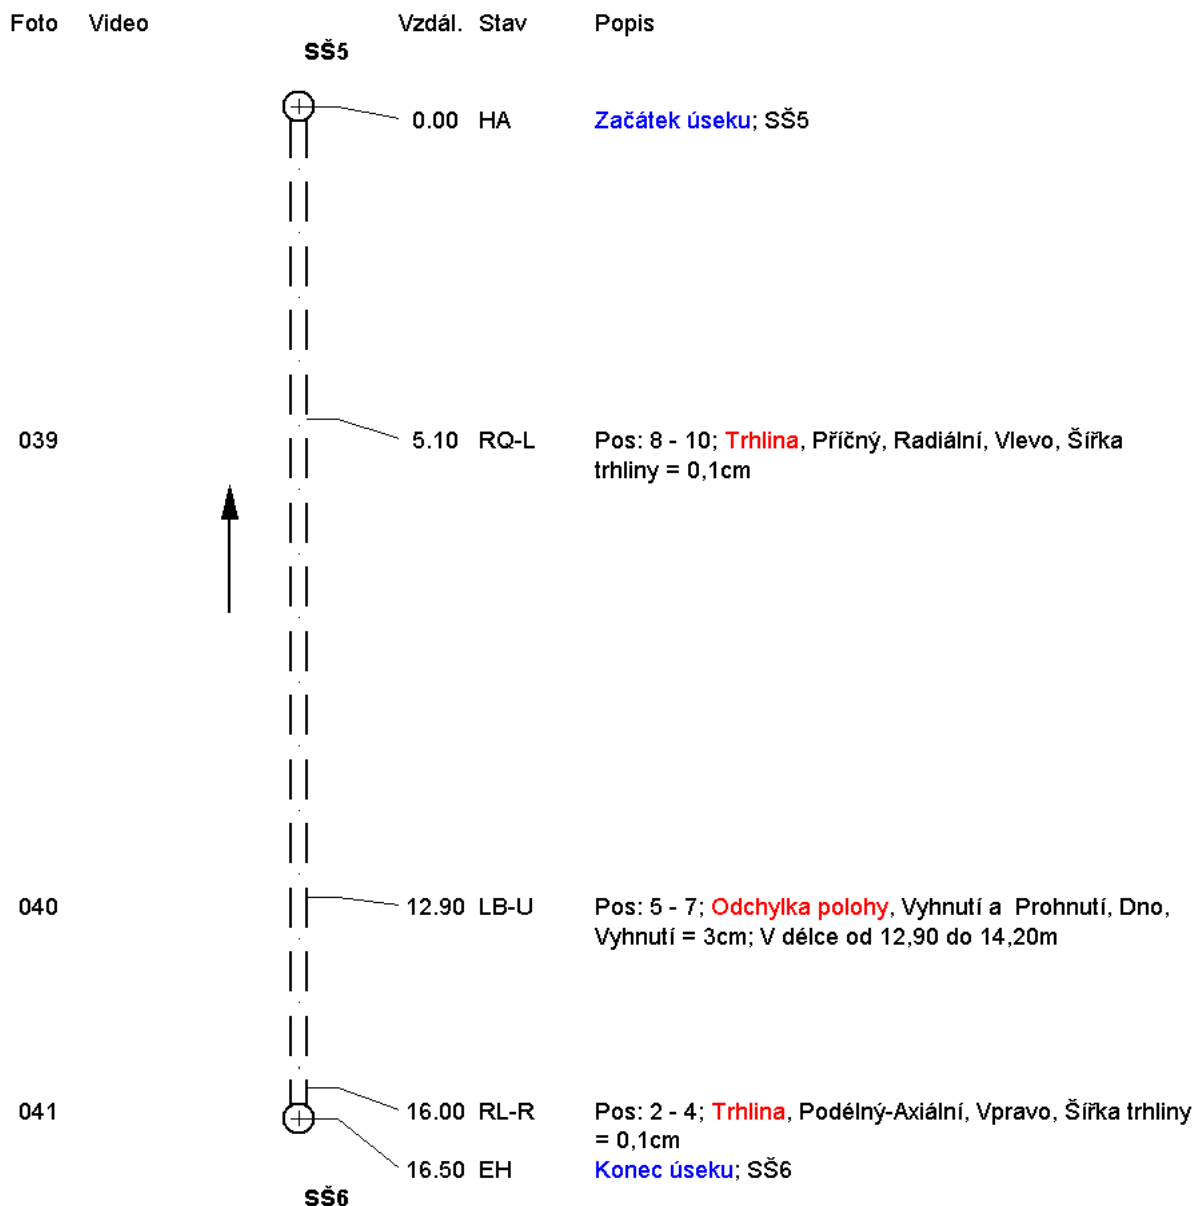 Foto Video Vzdál. Stav Popis
SŠ5
0.00 HA Začátek úseku; SŠ5
039 5.10 RQ-L Pos: 8 - 10; Trhlina, Příčný, Radiální, Vlevo, Šířka
trhliny = 0,1cm
040 12.90 LB-U Pos: 5 - 7; Odchylka polohy, Vyhnutí a  Prohnutí, Dno,
Vyhnutí = 3cm; V délce od 12,90 do 14,20m
041 16.00 RL-R Pos: 2 - 4; Trhlina, Podélný-Axiální, Vpravo, Šířka trhliny
= 0,1cm
16.50 EH Konec úseku; SŠ6
SŠ6